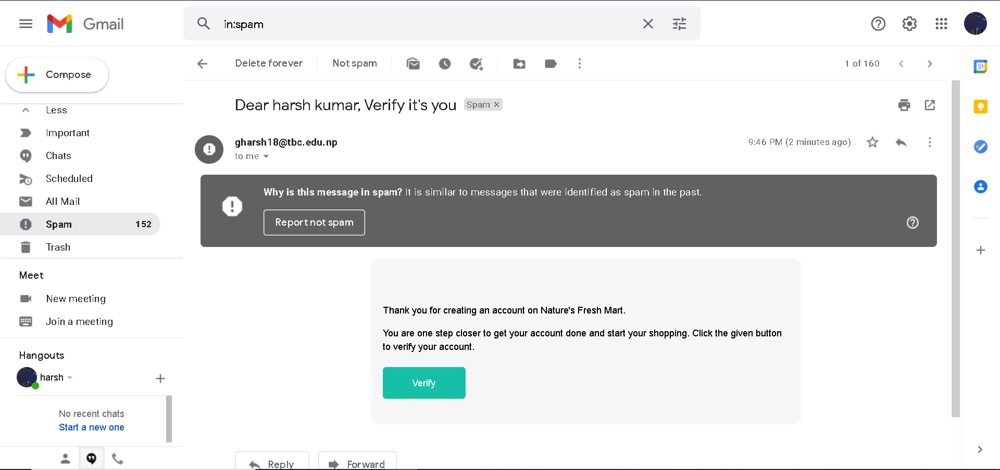 Gmail
in:spam
Compose
Delete forever
Not spam
1 of 160
31
Less
Important
Chats
Scheduled
All Mail
Spam 152
Trash
Meet
New meeting
Join a meeting
Hangouts
harsh
No recent chats
Start a new one
Dear harsh kumar, Verify it's you
Spam ×
gharsh18@tbc.edu.np
9:46 PM (2 minutes ago)
to me
Why is this message in spam? It is similar to messages that were identified as spam in the past.
Report not spam
Thank you for creating an account on Nature's Fresh Mart.
You are one step closer to get your account done and start your shopping. Click the given button
to verify your account.
Verify
Reply
Forward